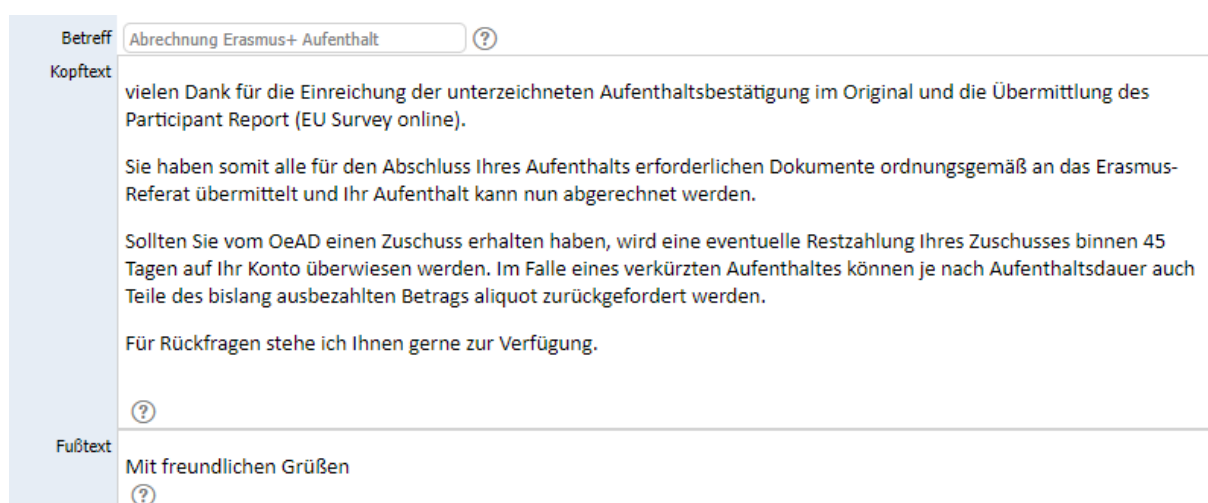 Betreff Abrechnung Erasmus+ Aufenthalt ?
Kopftext
vielen Dank für die Einreichung der unterzeichneten Aufenthaltsbestätigung im Original und die Übermittlung des
Participant Report (EU Survey online).
Sie haben somit alle für den Abschluss Ihres Aufenthalts erforderlichen Dokumente ordnungsgemäß an das Erasmus-
Referat übermittelt und Ihr Aufenthalt kann nun abgerechnet werden.
Sollten Sie vom OeAD einen Zuschuss erhalten haben, wird eine eventuelle Restzahlung Ihres Zuschusses binnen 45
Tagen auf Ihr Konto überwiesen werden. Im Falle eines verkürzten Aufenthaltes können je nach Aufenthaltsdauer auch
Teile des bislang ausbezahlten Betrags aliquot zurückgefordert werden.
Für Rückfragen stehe ich Ihnen gerne zur Verfügung.
?
Fußtext
Mit freundlichen Grüßen
?